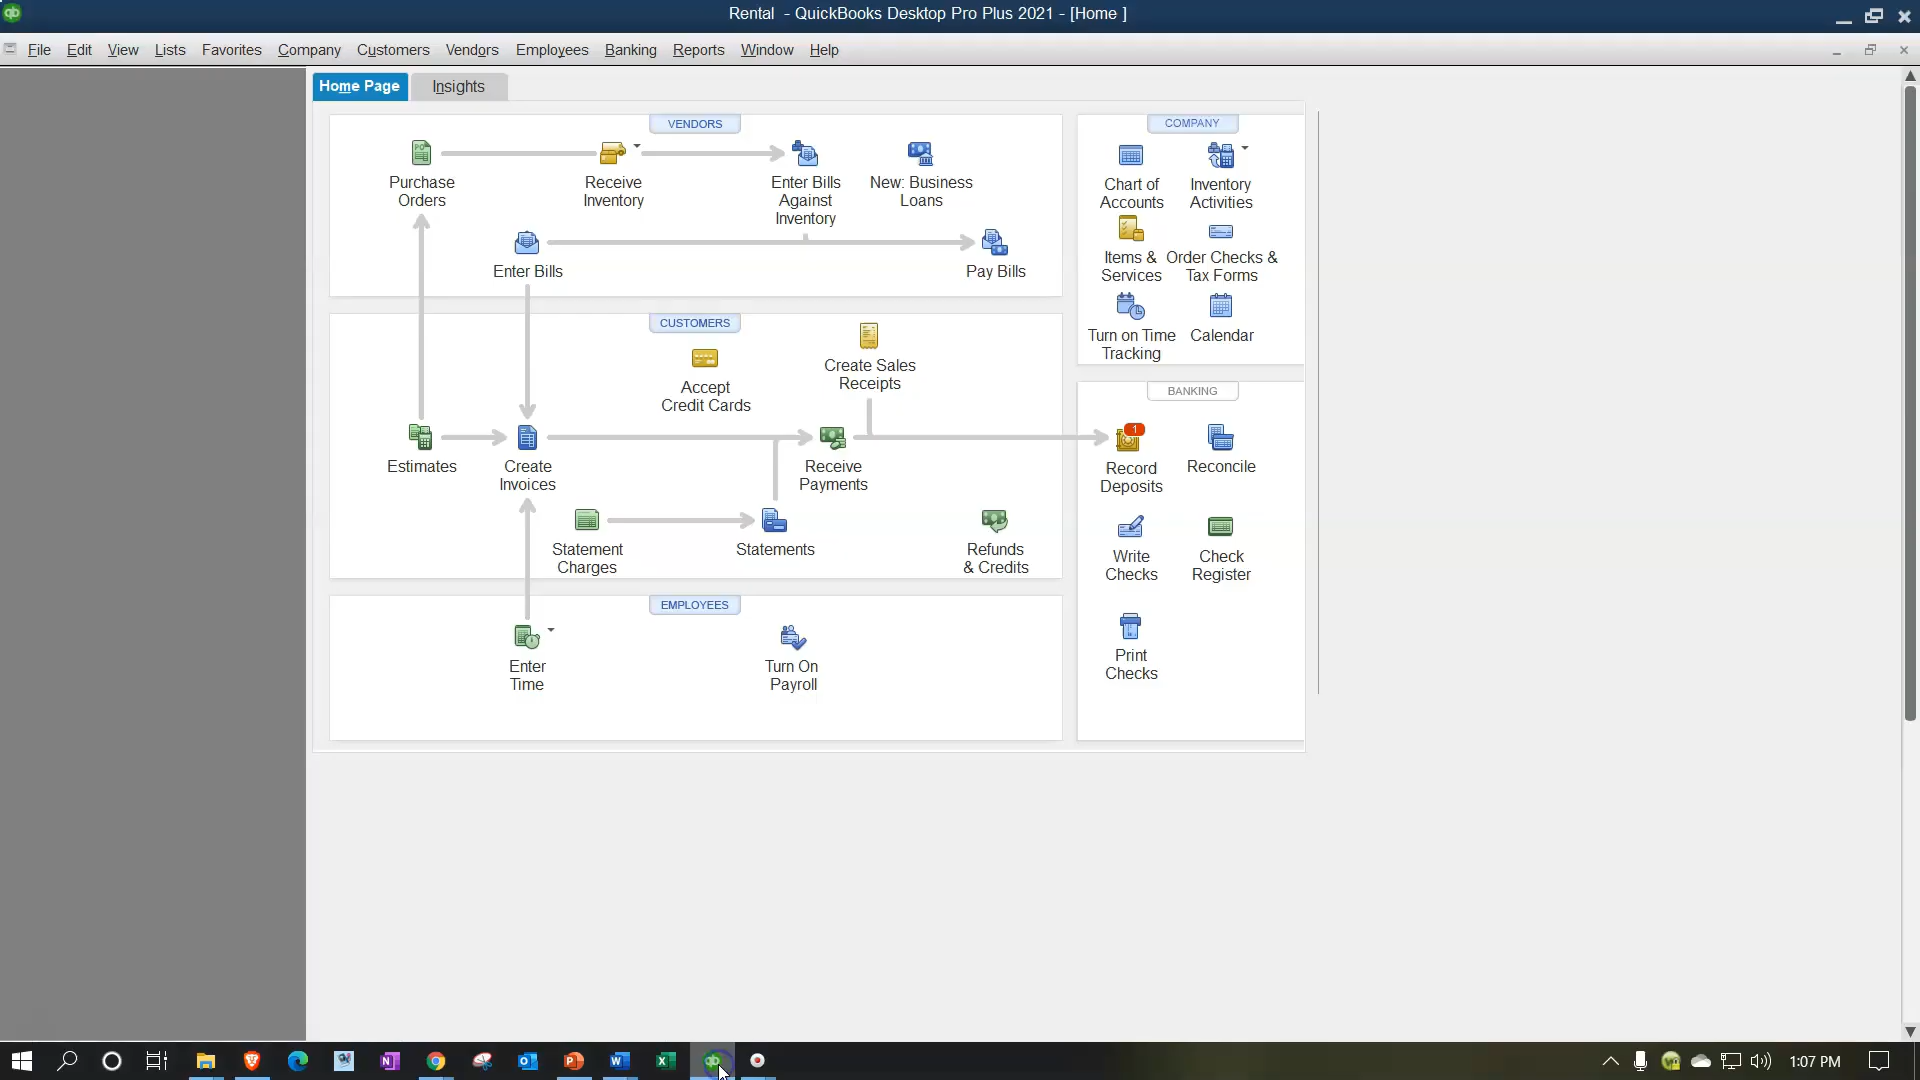 Rental - QuickBooks Desktop Pro Plus 2021 - [Home ]
File Edit View Lists Favorites Company Customers Vendors Employees Banking Reports Window Help
Home Page Insights
VENDORS
Purchase
Orders
Receive
Inventory
Enter Bills
Against
Inventory
New: Business
Loans
Enter Bills
Pay Bills
CUSTOMERS
Accept
Credit Cards
Create Sales
Receipts
Estimates
Create
Invoices
Receive
Payments
Statement
Charges
Statements
Refunds
& Credits
EMPLOYEES
Enter
Time
Turn On
Payroll
COMPANY
Chart of
Accounts
Inventory
Activities
Items &
Services
Order Checks &
Tax Forms
Turn on Time
Tracking
Calendar
BANKING
1
Record
Deposits
Reconcile
Write
Checks
Check
Register
Print
Checks
1:07 PM